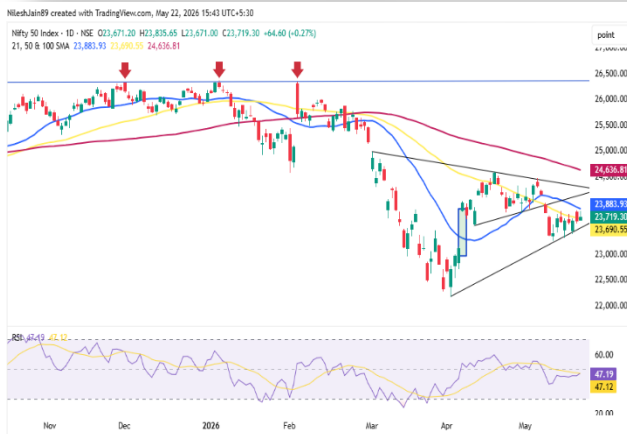 NileshJain89 created with TradingView.com, May 22, 2026 15:43 UTC+5:30
Nifty 50 Index · 1D · NSE O23,671.20 H23,835.65 L23,671.00 C23,719.30 +64.60 (+0.27%)
21, 50 & 100 SMA 23,883.93 23,690.55 24,636.81
point
26,500.00
26,000.00
25,500.00
25,000.00
24,636.81
23,883.93
23,719.30
23,690.55
23,000.00
22,500.00
22,000.00
RSI 47.19 47.12
60.00
47.19
47.12
20.00
Nov Dec 2026 Feb Mar Apr May